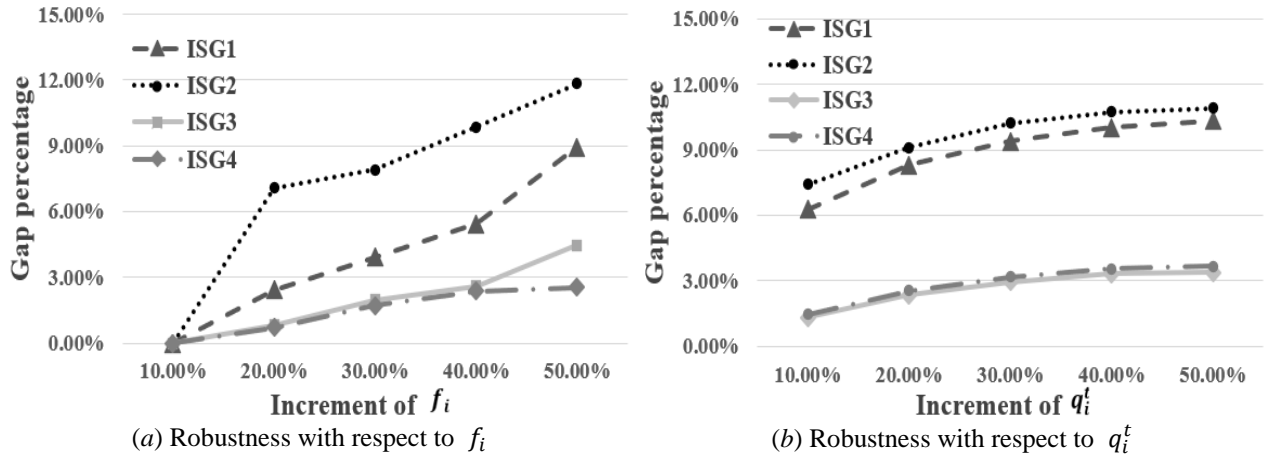 15.00%
12.00%
9.00%
6.00%
3.00%
0.00%
Gap percentage
ISG1
ISG2
ISG3
ISG4
10.00% 20.00% 30.00% 40.00% 50.00%
Increment of f_i
(a) Robustness with respect to f_i
15.00%
12.00%
9.00%
6.00%
3.00%
0.00%
Gap percentage
ISG1
ISG2
ISG3
ISG4
10.00% 20.00% 30.00% 40.00% 50.00%
Increment of q_i^t
(b) Robustness with respect to q_i^t